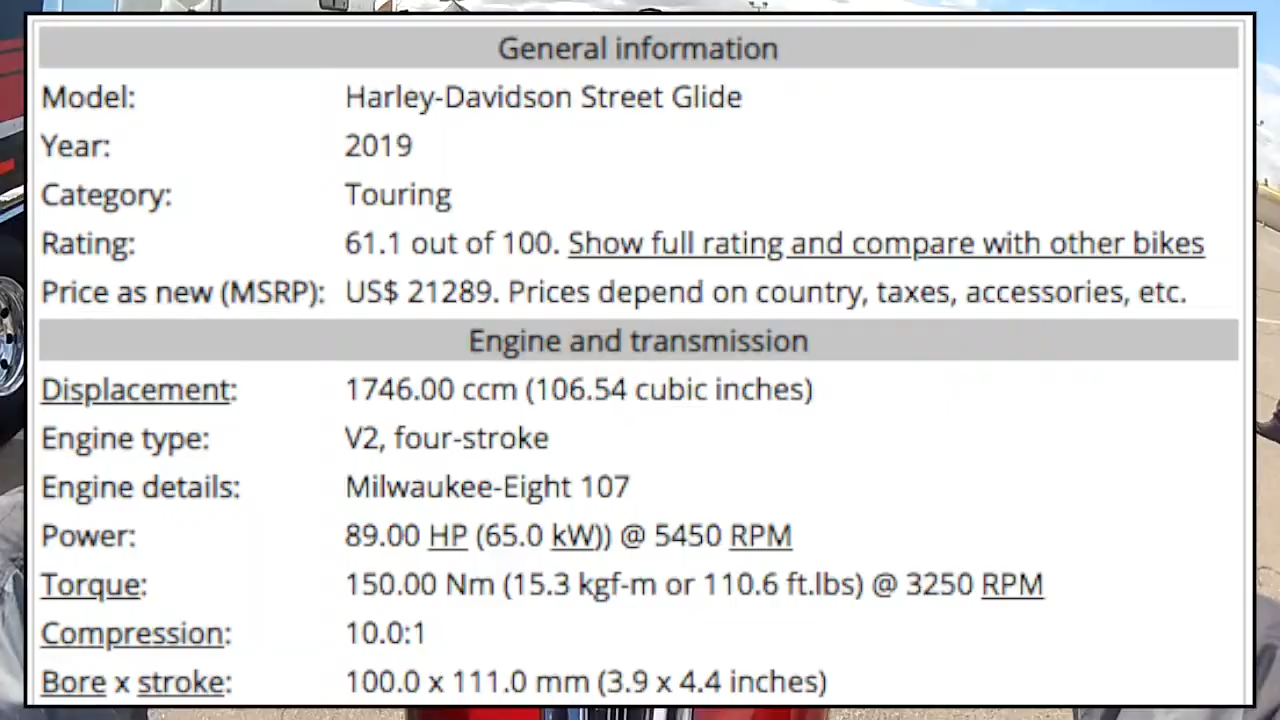 General information
Model: Harley-Davidson Street Glide
Year: 2019
Category: Touring
Rating: 61.1 out of 100. Show full rating and compare with other bikes
Price as new (MSRP): US$ 21289. Prices depend on country, taxes, accessories, etc.
Engine and transmission
Displacement: 1746.00 ccm (106.54 cubic inches)
Engine type: V2, four-stroke
Engine details: Milwaukee-Eight 107
Power: 89.00 HP (65.0 kW)) @ 5450 RPM
Torque: 150.00 Nm (15.3 kgf-m or 110.6 ft.lbs) @ 3250 RPM
Compression: 10.0:1
Bore x stroke: 100.0 x 111.0 mm (3.9 x 4.4 inches)